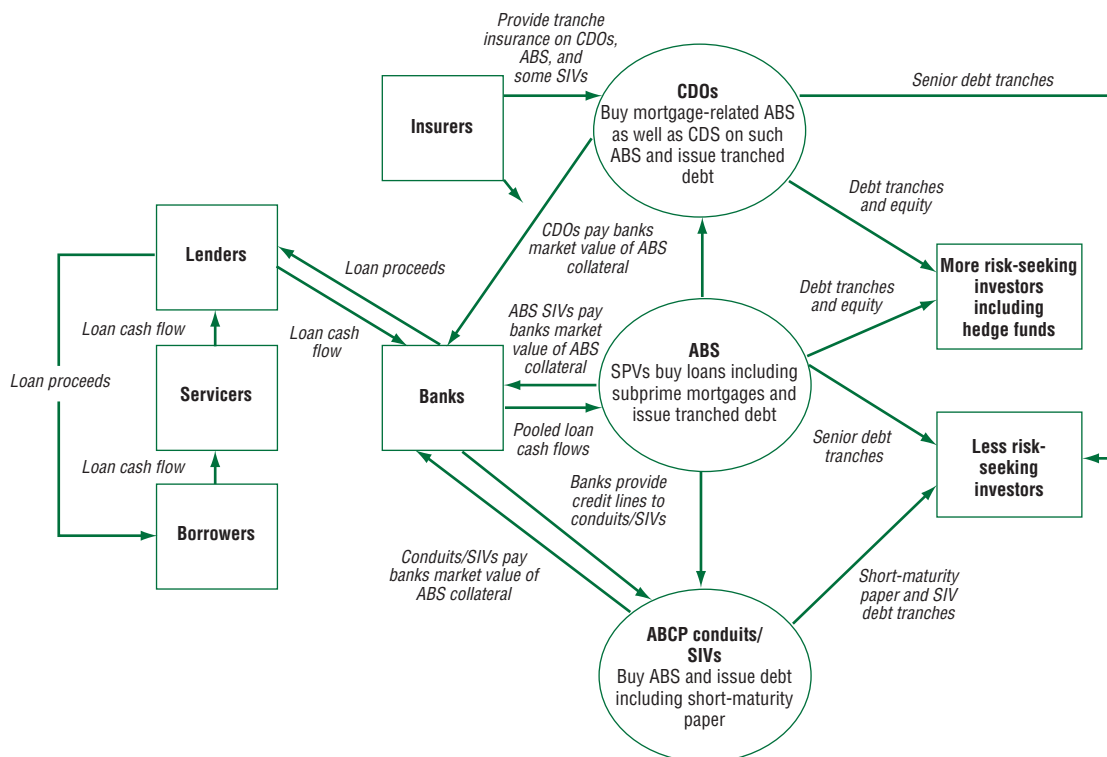 Provide tranche
insurance on CDOs,
ABS, and
some SIVs
Senior debt tranches
CDOs
Buy mortgage-related ABS
as well as CDS on such
ABS and issue tranched
debt
Insurers
Debt tranches
and equity
CDOs pay banks
market value of ABS
collateral
Lenders
Loan proceeds
More risk-seeking
investors
including
hedge funds
Debt tranches
and equity
ABS SIVs pay
banks market
value of ABS
collateral
Loan cash flow
Loan cash
flow
ABS
SPVs buy loans including
subprime mortgages and
issue tranched debt
Loan proceeds
Servicers
Banks
Pooled loan
cash flows
Senior debt
tranches
Less risk-
seeking
investors
Loan cash flow
Banks provide
credit lines to
conduits/SIVs
Borrowers
Conduits/SIVs pay
banks market value of
ABS collateral
Short-maturity
paper and SIV
debt tranches
ABCP conduits/
SIVs
Buy ABS and issue debt
including short-maturity
paper